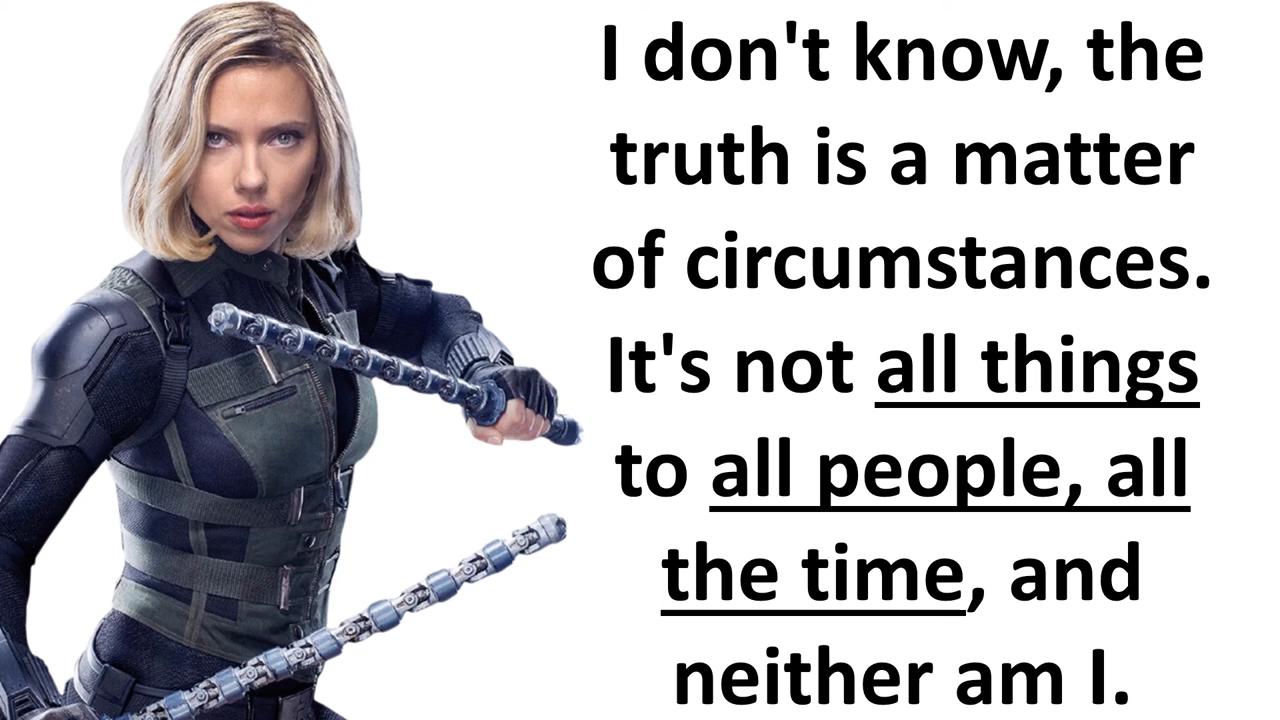 I don't know, the
truth is a matter
of circumstances.
It's not all things
to all people, all
the time, and
neither am I.